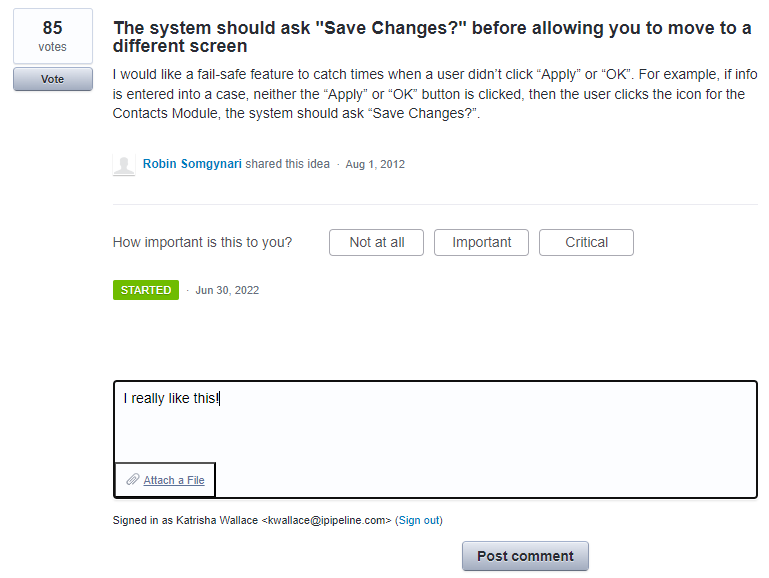 85
votes
Vote
The system should ask "Save Changes?" before allowing you to move to a
different screen
I would like a fail-safe feature to catch times when a user didn’t click “Apply” or “OK”. For example, if info
is entered into a case, neither the “Apply” or “OK” button is clicked, then the user clicks the icon for the
Contacts Module, the system should ask “Save Changes?”.
Robin Somgynari shared this idea · Aug 1, 2012
How important is this to you? Not at all Important Critical
STARTED · Jun 30, 2022
I really like this!
Attach a File
Signed in as Katrisha Wallace <kwallace@ipipeline.com> (Sign out)
Post comment